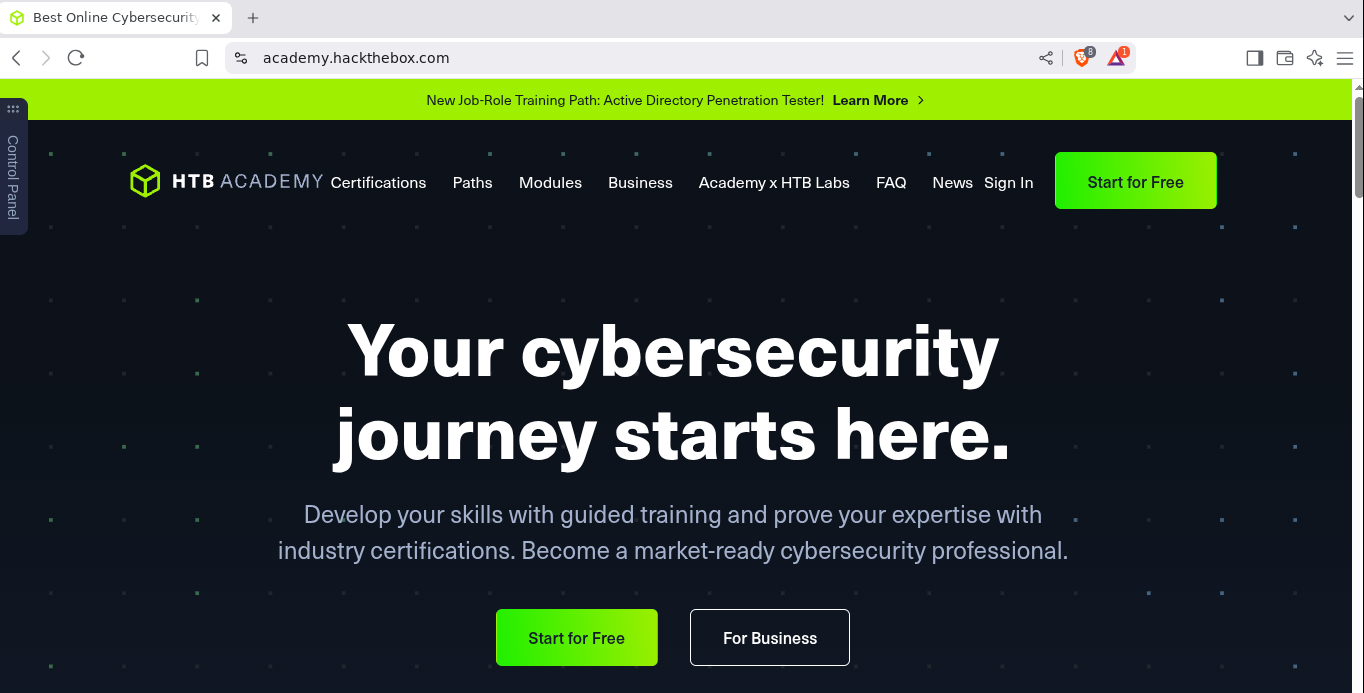 Best Online Cybersecurity
academy.hackthebox.com
8
1
New Job-Role Training Path: Active Directory Penetration Tester! Learn More
Control Panel
HTB ACADEMY Certifications Paths Modules Business Academy x HTB Labs FAQ News Sign In Start for Free
Your cybersecurity
journey starts here.
Develop your skills with guided training and prove your expertise with
industry certifications. Become a market-ready cybersecurity professional.
Start for Free For Business